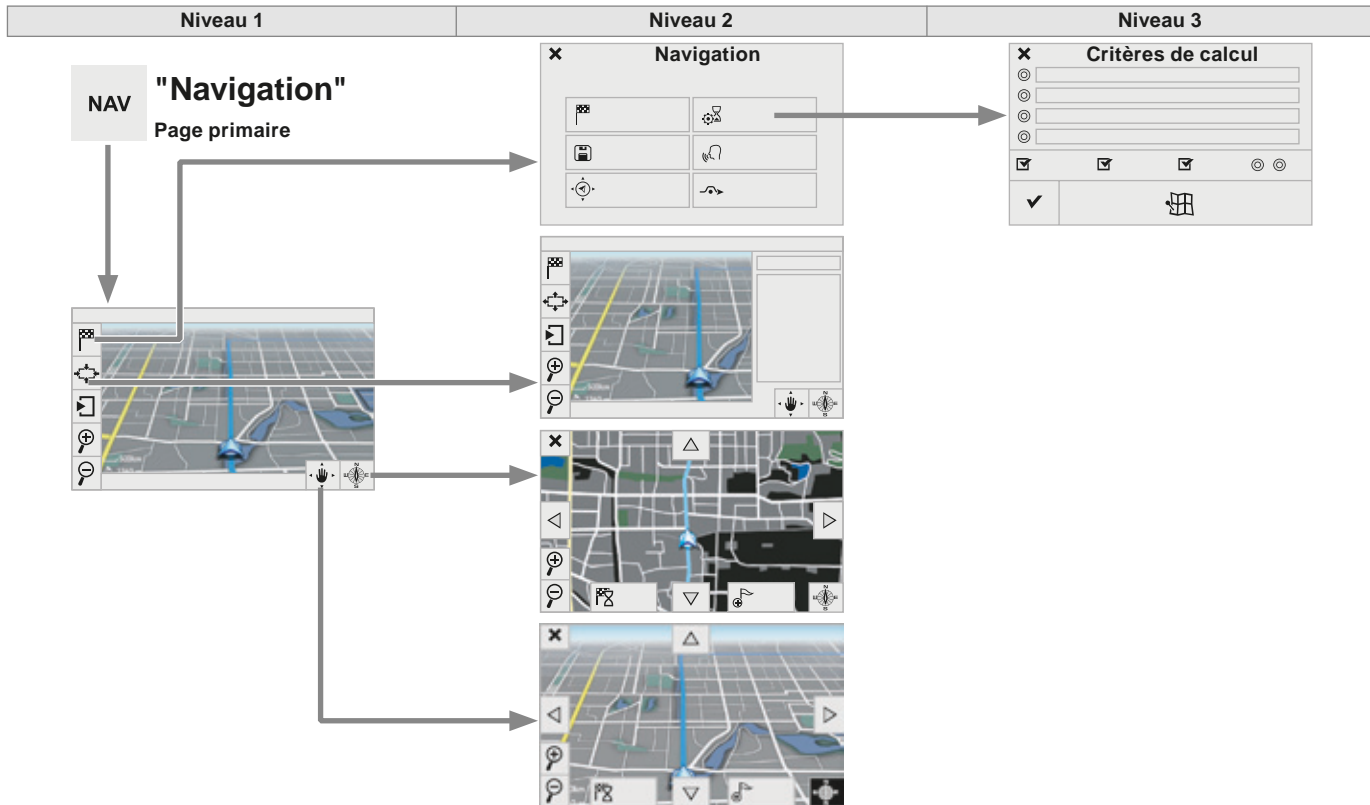 Niveau 1
Niveau 2
Niveau 3
NAV
"Navigation"
Page primaire
Navigation
Critères de calcul